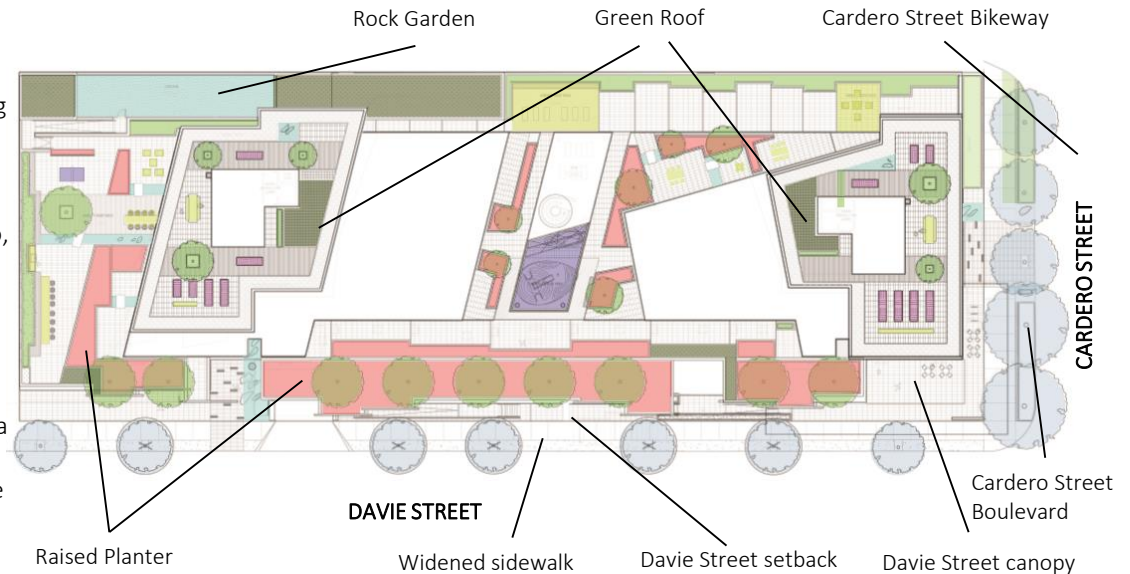 Rock Garden
Green Roof
Cardero Street Bikeway
CARDERO STREET
Cardero Street
Boulevard
DAVIE STREET
Raised Planter
Widened sidewalk
Davie Street setback
Davie Street canopy